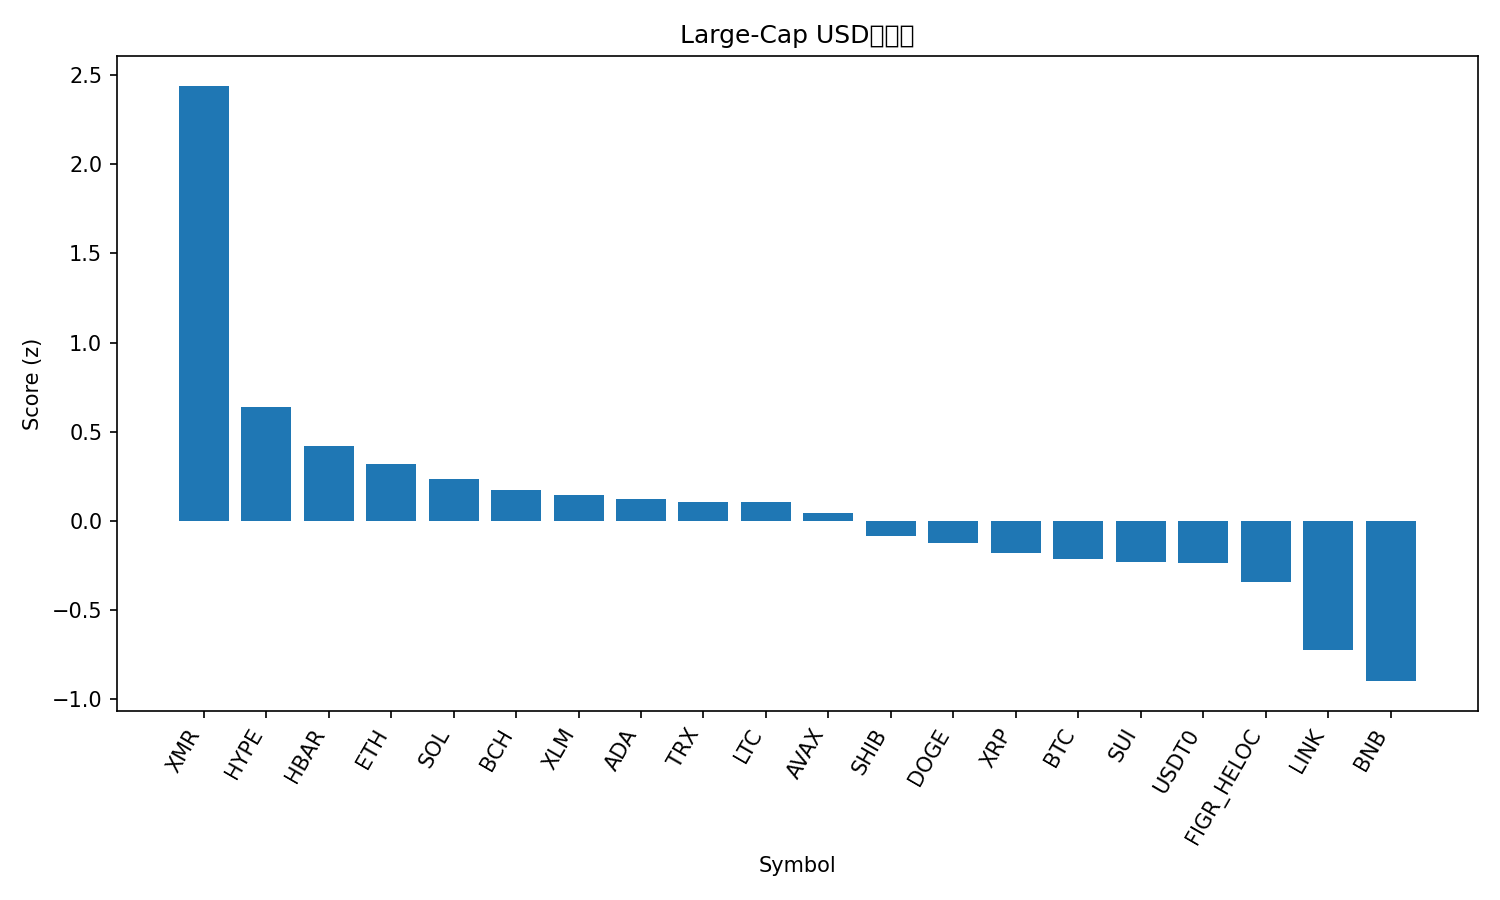 Large-Cap USD
2.5
2.0
1.5
1.0
0.5
0.0
−0.5
−1.0
Score (z)
XMR
HYPE
HBAR
ETH
SOL
BCH
XLM
ADA
TRX
LTC
AVAX
SHIB
DOGE
XRP
BTC
SUI
USDT0
FIGR_HELOC
LINK
BNB
Symbol